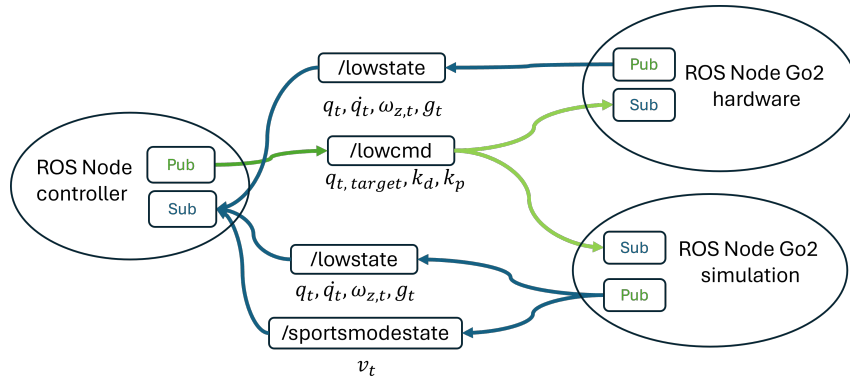 ROS Node
controller
Pub
Sub
/lowstate
q_t, q̇_t, ω_{z,t}, g_t
/lowcmd
q_{t,target}, k_d, k_p
/lowstate
q_t, q̇_t, ω_{z,t}, g_t
/sportsmodestate
v_t
Pub
Sub
ROS Node Go2
hardware
Sub
Pub
ROS Node Go2
simulation